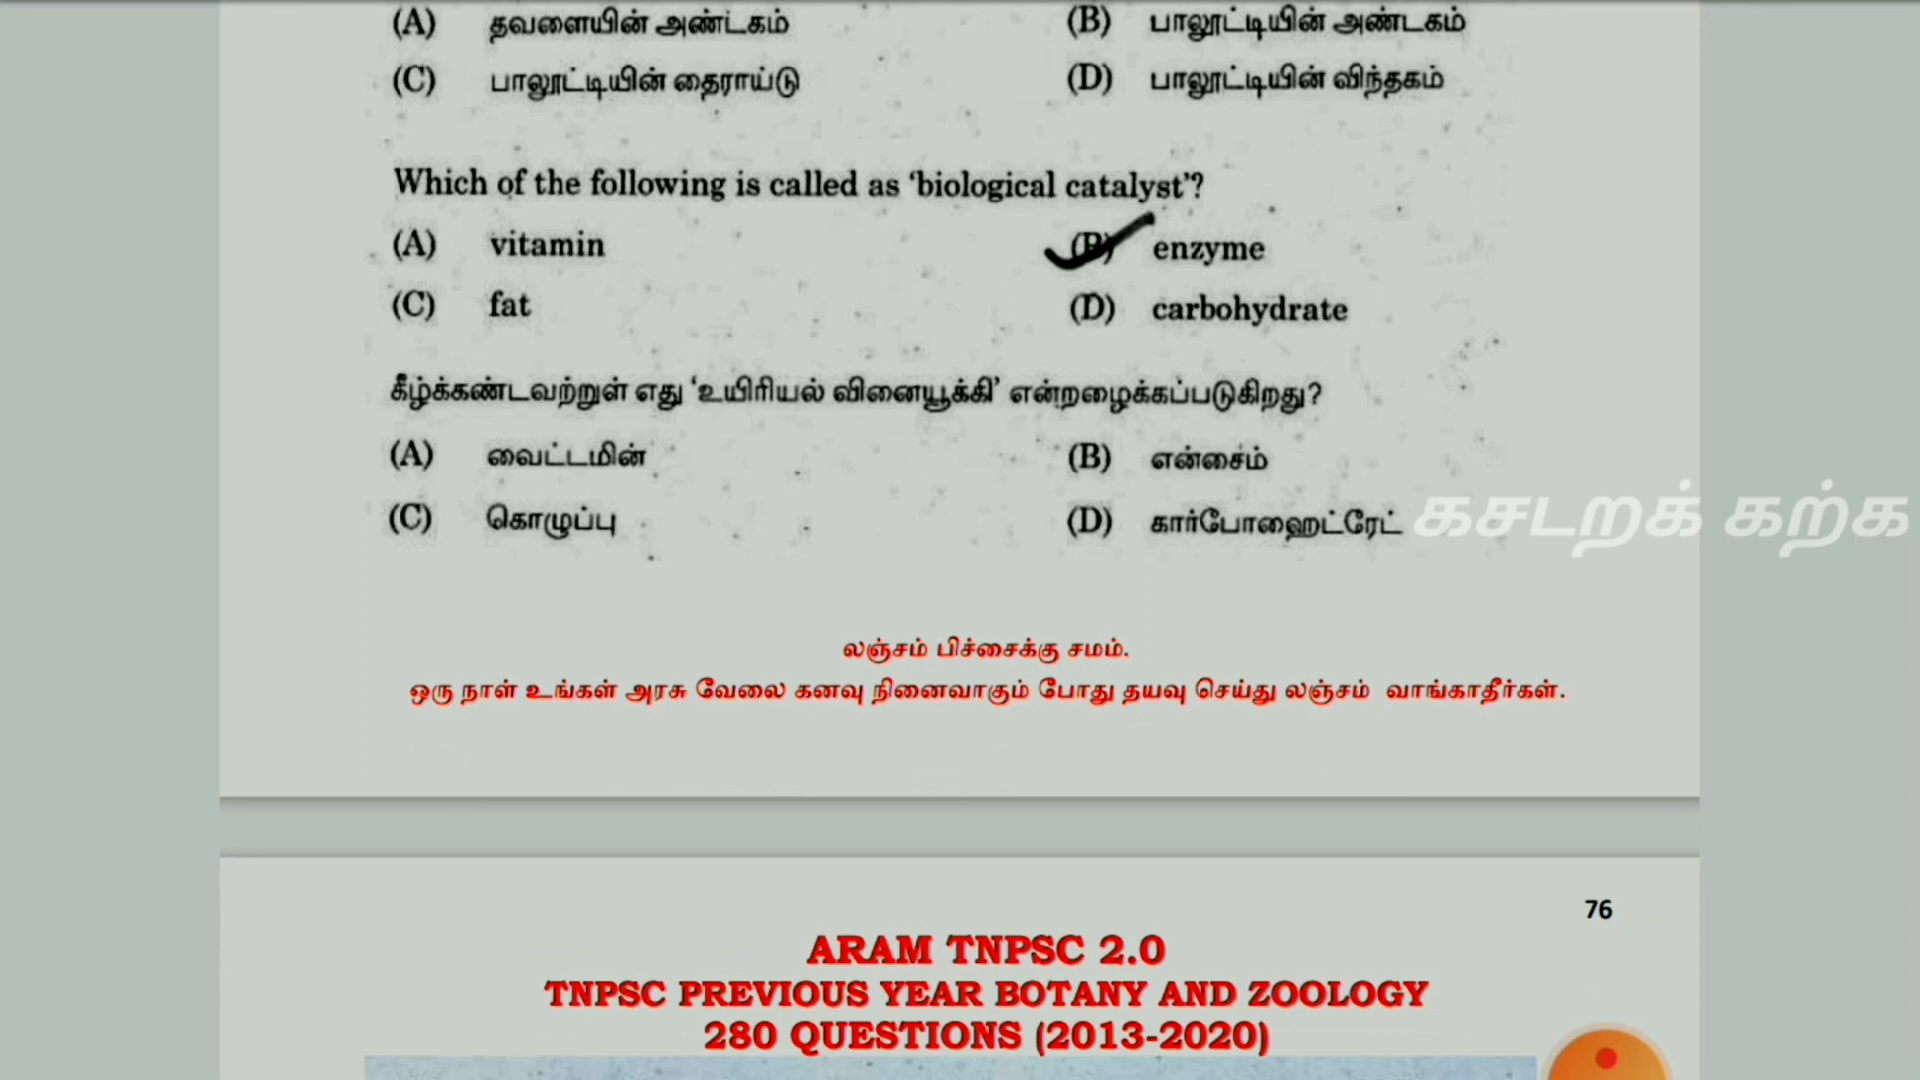 (A) தவளையின் அண்டகம் (B) பாலூட்டியின் அண்டகம்
(C) பாலூட்டியின் தைராய்டு (D) பாலூட்டியின் விந்தகம்
Which of the following is called as ‘biological catalyst’?
(A) vitamin (B) enzyme
(C) fat (D) carbohydrate
கீழ்க்கண்டவற்றுள் எது ‘உயிரியல் வினையூக்கி’ என்றழைக்கப்படுகிறது?
(A) வைட்டமின் (B) என்சைம்
(C) கொழுப்பு (D) கார்போஹைட்ரேட்
கசடறக் கற்க
லஞ்சம் பிச்சைக்கு சமம்.
ஒரு நாள் உங்கள் அரசு வேலை கனவு நினைவாகும் போது தயவு செய்து லஞ்சம் வாங்காதீர்கள்.
76
ARAM TNPSC 2.0
TNPSC PREVIOUS YEAR BOTANY AND ZOOLOGY
280 QUESTIONS (2013-2020)